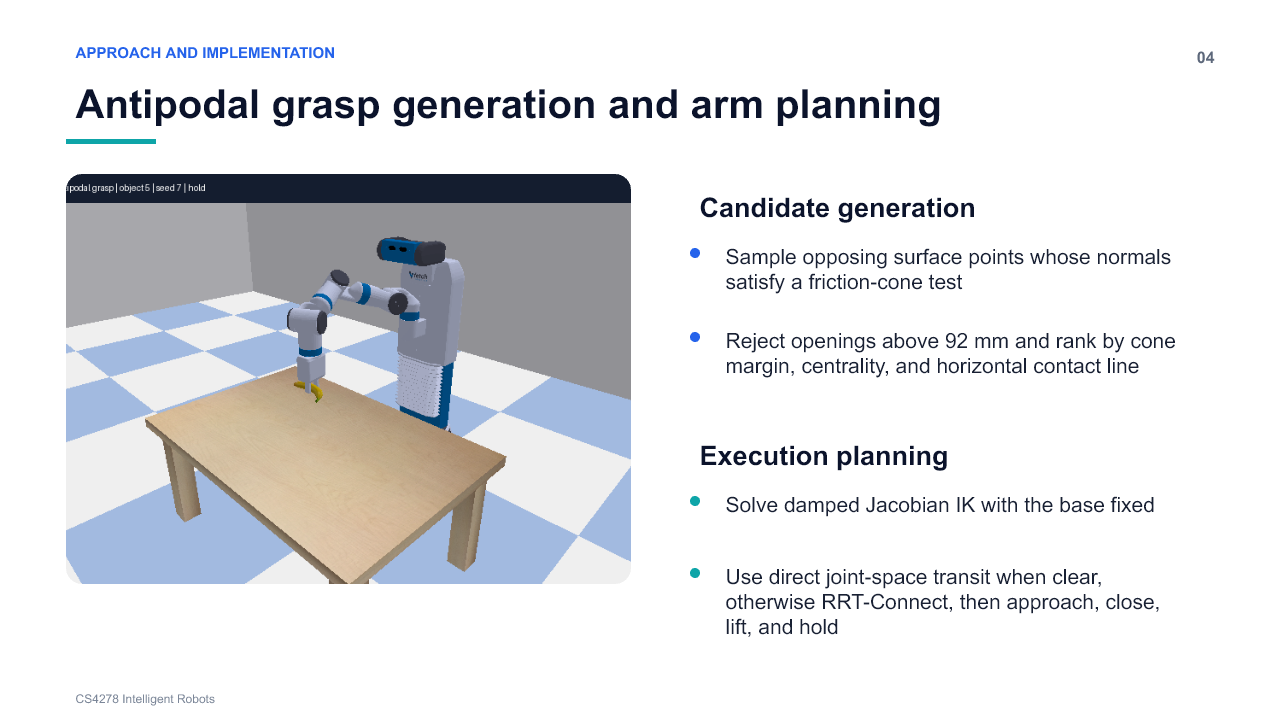 APPROACH AND IMPLEMENTATION
04
Antipodal grasp generation and arm planning
ipodal grasp | object 5 | seed 7 | hold
fetch
Candidate generation
Sample opposing surface points whose normals
satisfy a friction-cone test
Reject openings above 92 mm and rank by cone
margin, centrality, and horizontal contact line
Execution planning
Solve damped Jacobian IK with the base fixed
Use direct joint-space transit when clear,
otherwise RRT-Connect, then approach, close,
lift, and hold
CS4278 Intelligent Robots